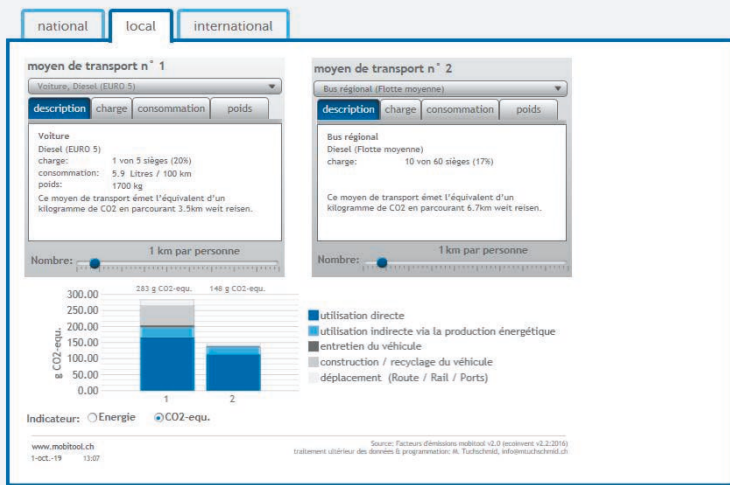 national local international
moyen de transport n° 1
Voiture, Diesel (EURO 5)
description charge consommation poids
Voiture
Diesel (EURO 5)
charge: 1 von 5 sièges (20%)
consommation: 5.9 Litres / 100 km
poids: 1700 kg
Ce moyen de transport émet l'équivalent d'un
kilogramme de CO2 en parcourant 3.5km weit reisen.
1 km par personne
Nombre:
moyen de transport n° 2
Bus régional (Flotte moyenne)
description charge consommation poids
Bus régional
Diesel (Flotte moyenne)
charge: 10 von 60 sièges (17%)
Ce moyen de transport émet l'équivalent d'un
kilogramme de CO2 en parcourant 6.7km weit reisen.
1 km par personne
Nombre:
283 g CO2-equ. 148 g CO2-equ.
g CO2-equ.
300.00
250.00
200.00
150.00
100.00
50.00
0.00
1 2
utilisation directe
utilisation indirecte via la production énergétique
entretien du véhicule
construction / recyclage du véhicule
déplacement (Route / Rail / Ports)
Indicateur: Energie CO2-equ.
www.mobitool.ch
1-oct.-19 13:07
Source: Facteurs d'émissions mobitool v2.0 (ecoinvent v2.2;2016)
traitement ultérieur des données & programmation: M. Tuchschmid, info@mtuchschmid.ch